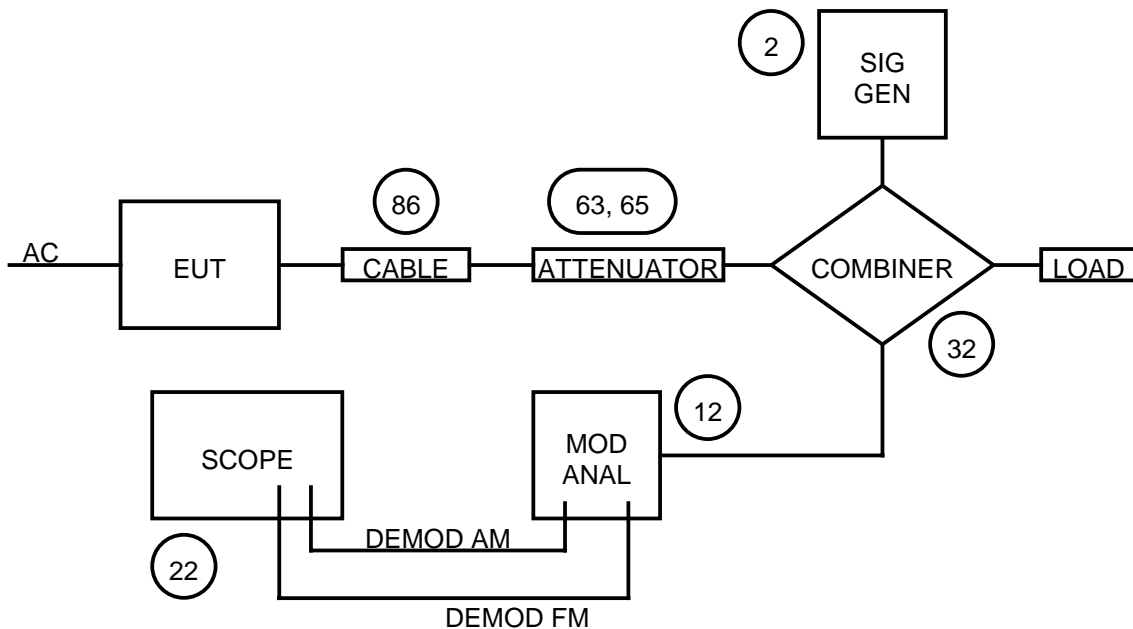 2
SIG
GEN
86
63, 65
AC
EUT
CABLE
ATTENUATOR
COMBINER
LOAD
32
12
SCOPE
MOD
ANAL
DEMOD AM
22
DEMOD FM